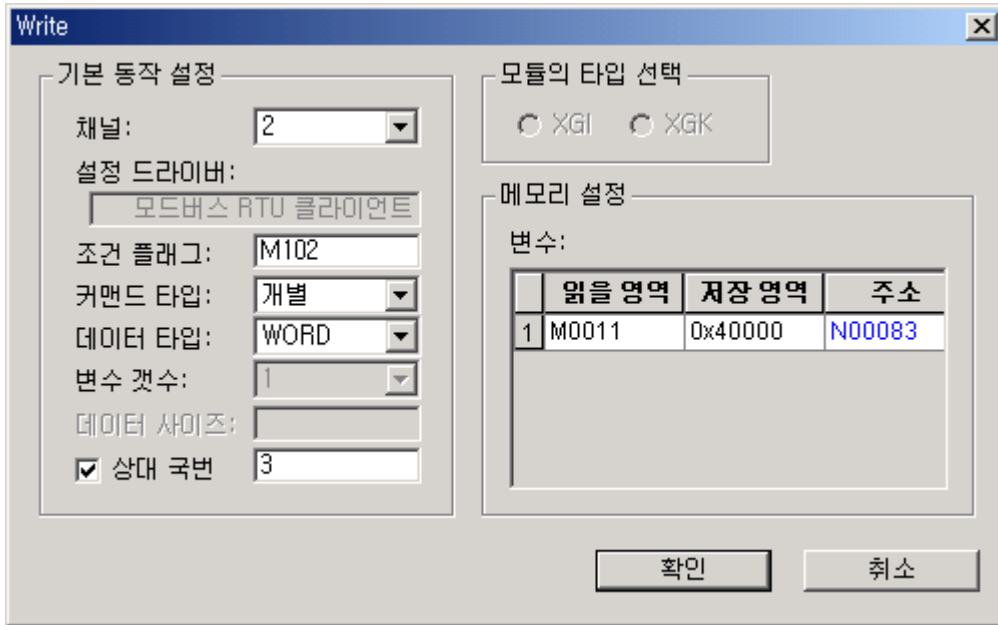 Write
기본 동작 설정
채널: 2
설정 드라이버:
모드버스 RTU 클라이언트
조건 플래그: M102
커맨드 타입: 개별
데이터 타입: WORD
변수 갯수: 1
데이터 사이즈:
상대 국번 3
모듈의 타입 선택
XGI XGK
메모리 설정
변수:
읽을 영역 저장 영역 주소
1 M0011 0x40000 N00083
확인 취소